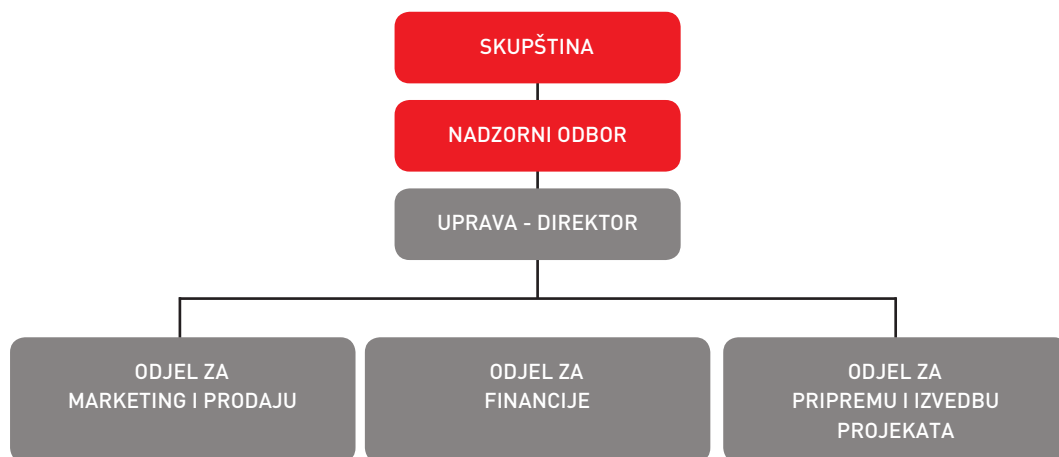 SKUPŠTINA
NADZORNI ODBOR
UPRAVA - DIREKTOR
ODJEL ZA
MARKETING I PRODAJU
ODJEL ZA
FINANCIJE
ODJEL ZA
PRIPREMU I IZVEDBU
PROJEKATA